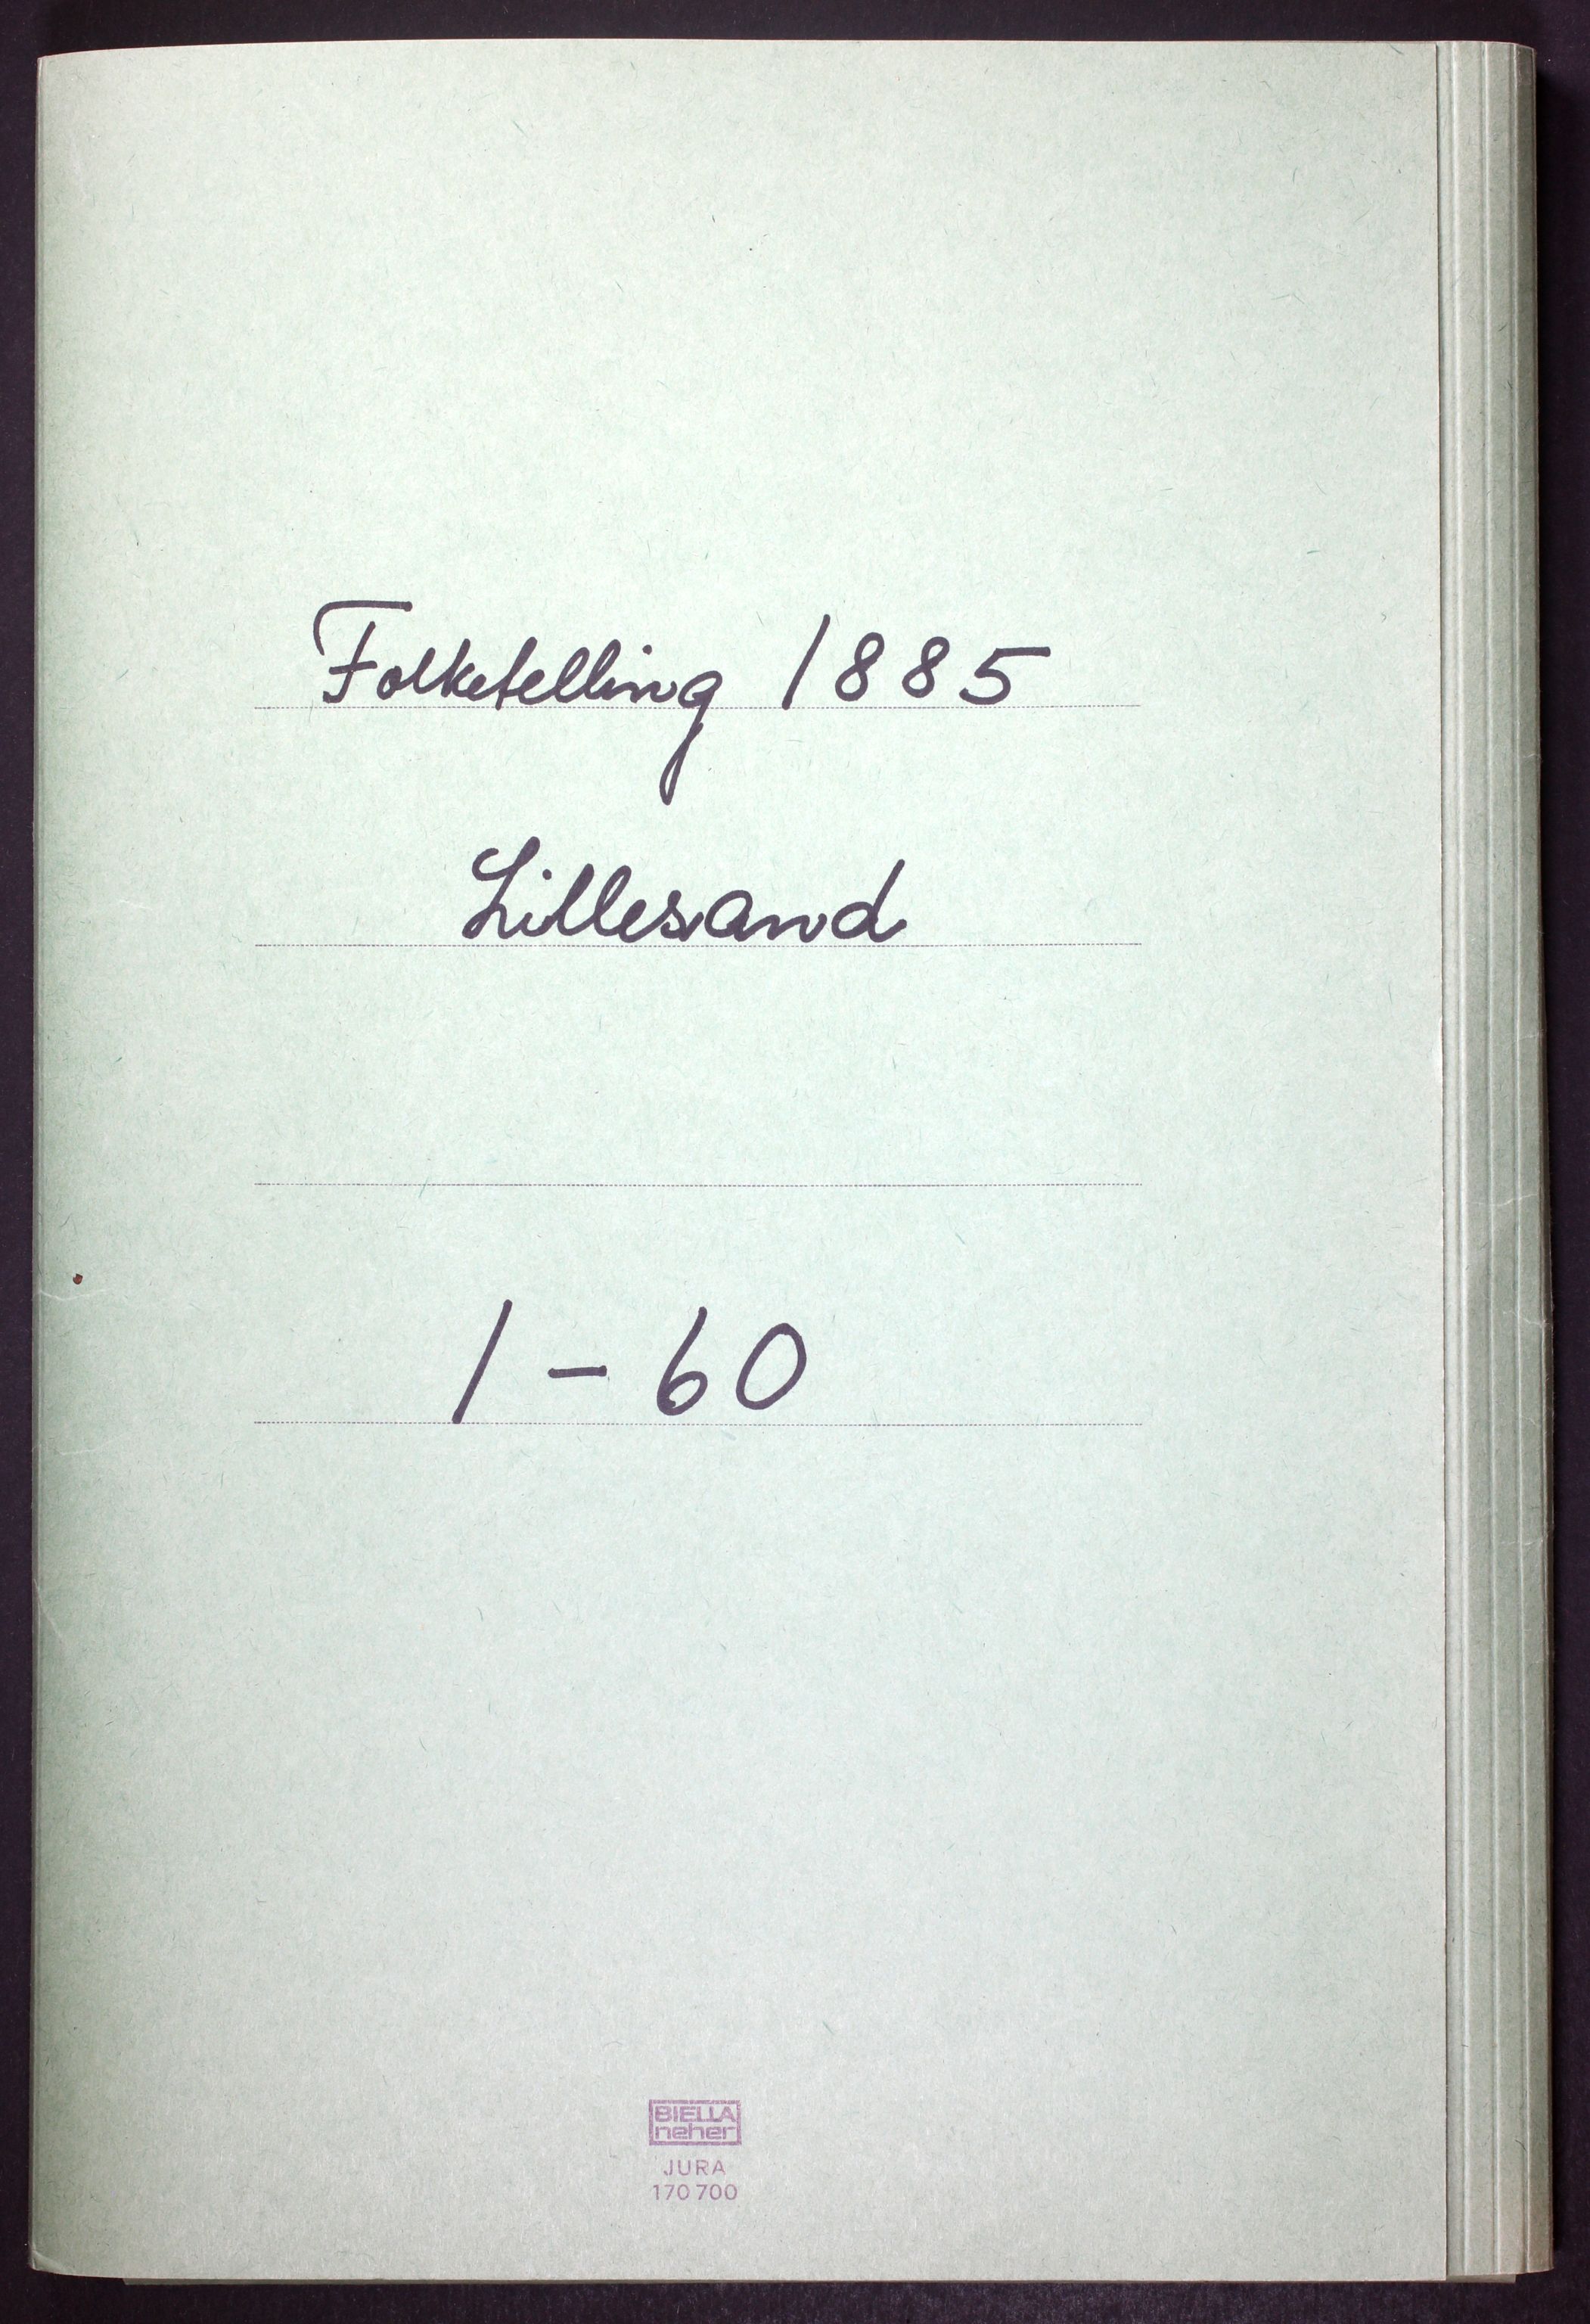 Folketelling 1885
Lillesand
1-60
BIELLA
neher
JURA
170 700